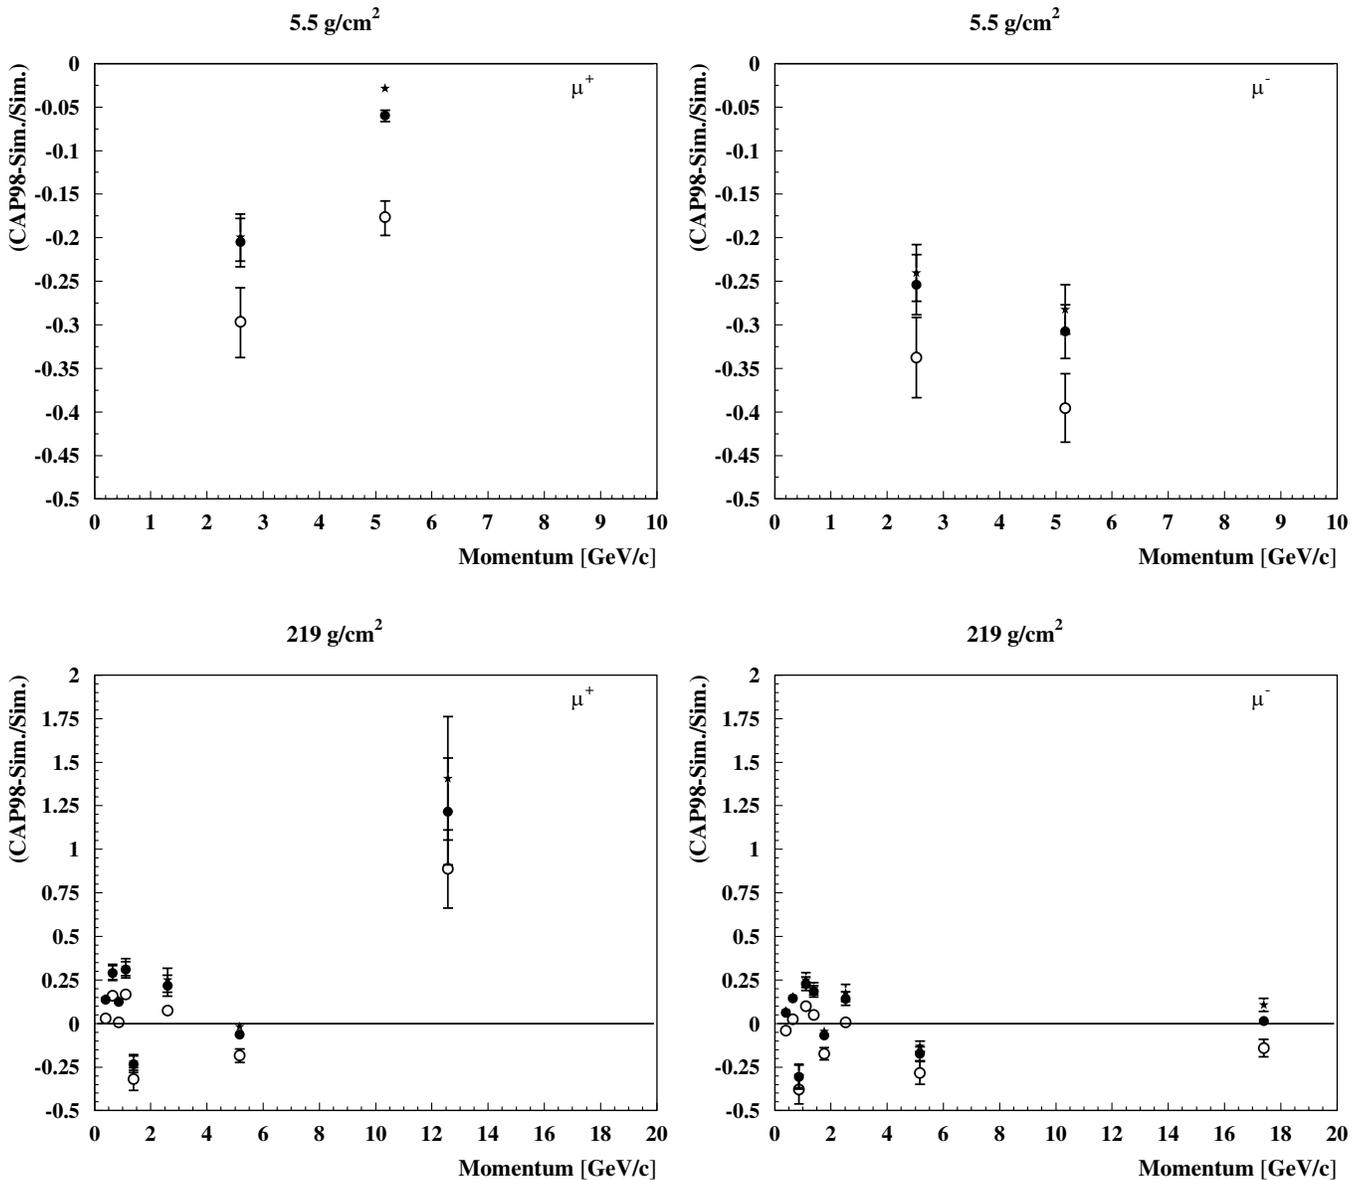 5.5 g/cm²
(CAP98-Sim./Sim.)
μ⁺
0
-0.05
-0.1
-0.15
-0.2
-0.25
-0.3
-0.35
-0.4
-0.45
-0.5
0 1 2 3 4 5 6 7 8 9 10
Momentum [GeV/c]
5.5 g/cm²
(CAP98-Sim./Sim.)
μ⁻
0
-0.05
-0.1
-0.15
-0.2
-0.25
-0.3
-0.35
-0.4
-0.45
-0.5
0 1 2 3 4 5 6 7 8 9 10
Momentum [GeV/c]
219 g/cm²
(CAP98-Sim./Sim.)
μ⁺
2
1.75
1.5
1.25
1
0.75
0.5
0.25
0
-0.25
-0.5
0 2 4 6 8 10 12 14 16 18 20
Momentum [GeV/c]
219 g/cm²
(CAP98-Sim./Sim.)
μ⁻
2
1.75
1.5
1.25
1
0.75
0.5
0.25
0
-0.25
-0.5
0 2 4 6 8 10 12 14 16 18 20
Momentum [GeV/c]